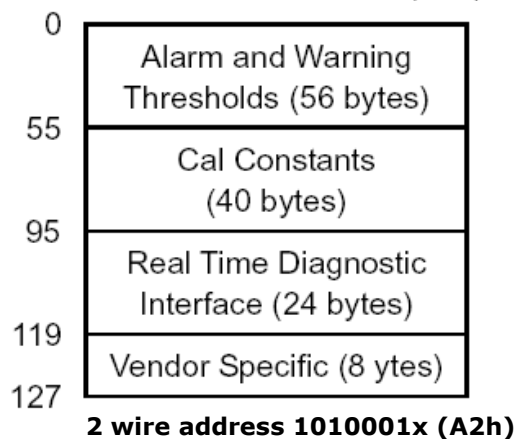 0
Alarm and Warning
Thresholds (56 bytes)
55
Cal Constants
(40 bytes)
95
Real Time Diagnostic
Interface (24 bytes)
119
Vendor Specific (8 ytes)
127
2 wire address 1010001x (A2h)